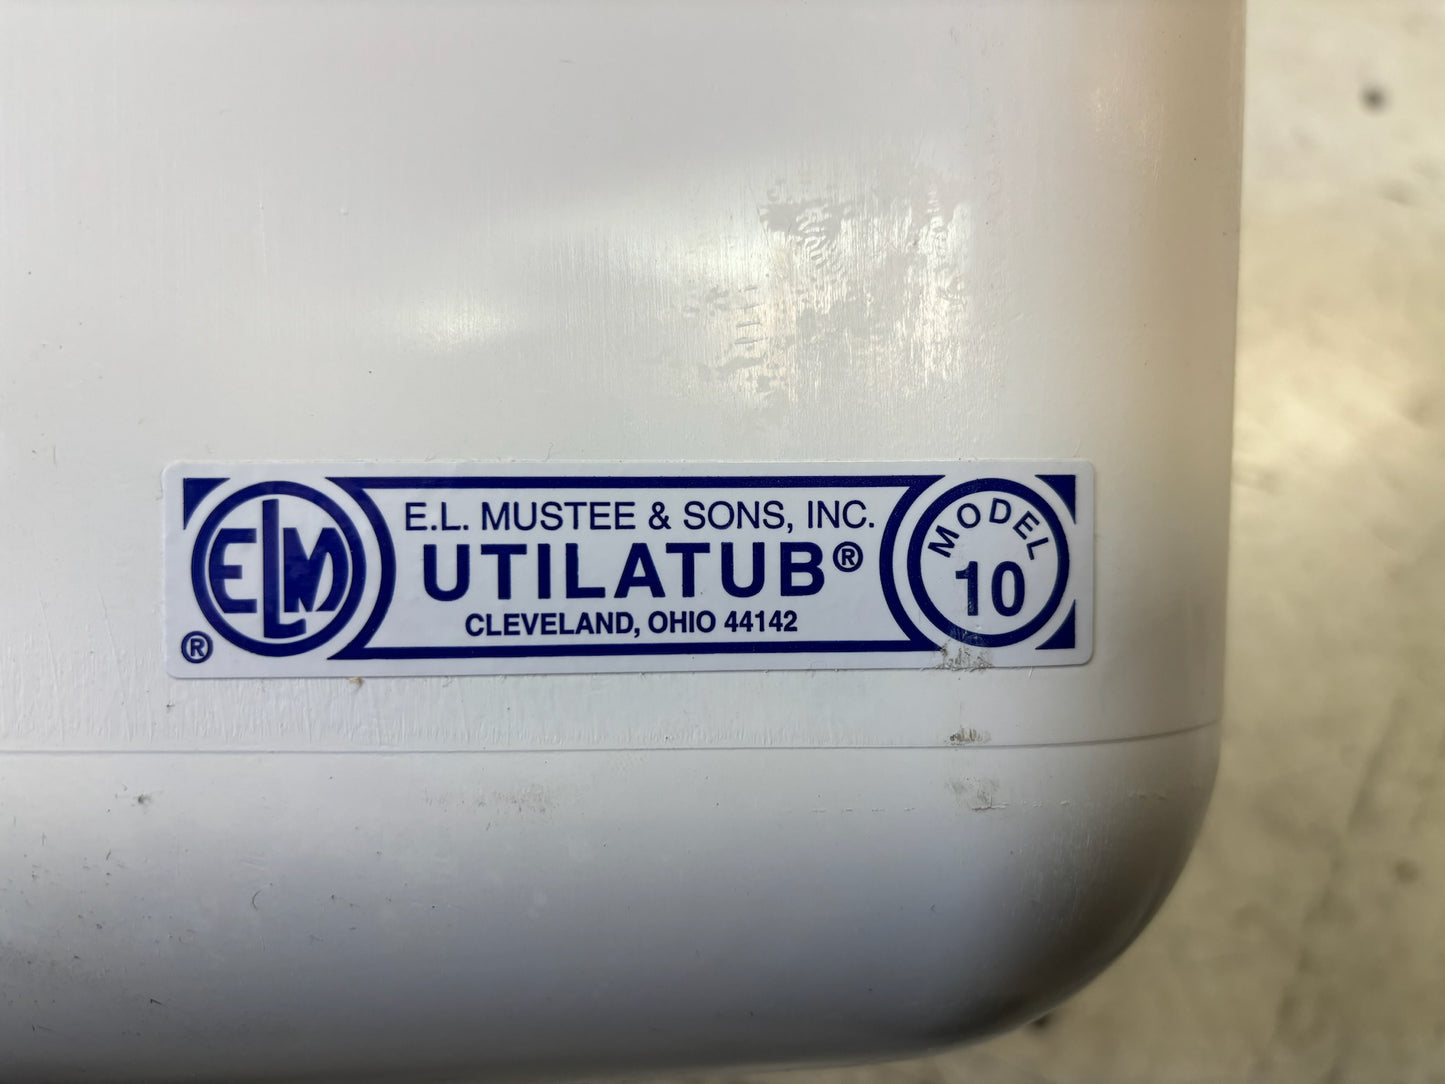 ELM
®
E.L. MUSTEE & SONS, INC.
UTILATUB®
CLEVELAND, OHIO 44142
MODEL
10